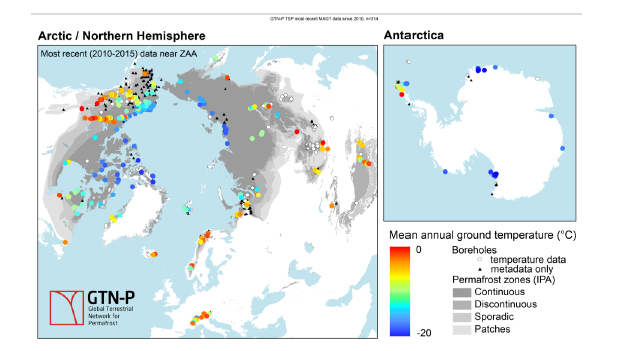 GTN-P TSP most recent MAGT data since 2010, n=314
Arctic / Northern Hemisphere
Most recent (2010-2015) data near ZAA
Antarctica
Mean annual ground temperature (°C)
0
-20
Boreholes
temperature data
metadata only
Permafrost zones (IPA)
Continuous
Discontinuous
Sporadic
Patches
GTN-P
Global Terrestrial
Network for
Permafrost